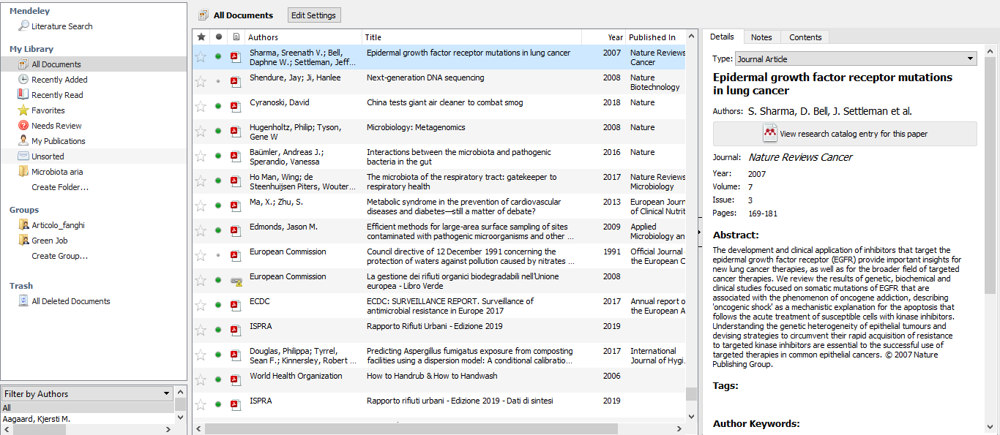 Mendeley
Literature Search
My Library
All Documents
Recently Added
Recently Read
Favorites
Needs Review
My Publications
Unsorted
Microbiota aria
Create Folder...
Groups
Articolo_fanghi
Green Job
Create Group...
Trash
All Deleted Documents
Filter by Authors
All
Aagaard, Kjersti M.
All Documents
Edit Settings
Authors Title Year Published In
Sharma, Sreenath V.; Bell, Epidermal growth factor receptor mutations in lung cancer 2007 Nature Reviews
Daphne W.; Settleman, Jeff... Cancer
Shendure, Jay; Ji, Hanlee Next-generation DNA sequencing 2008 Nature
Biotechnology
Cyranoski, David China tests giant air cleaner to combat smog 2018 Nature
Hugenholtz, Philip; Tyson, Microbiology: Metagenomics 2008 Nature
Gene W
Baümler, Andreas J.; Interactions between the microbiota and pathogenic 2016 Nature
Sperandio, Vanessa bacteria in the gut
Ho Man, Wing; de The microbiota of the respiratory tract: gatekeeper to 2017 Nature Reviews
Steenhuijsen Piters, Wouter... respiratory health Microbiology
Ma, X.; Zhu, S. Metabolic syndrome in the prevention of cardiovascular 2013 European Journ
diseases and diabetes—still a matter of debate? of Clinical Nutrit
Edmonds, Jason M. Efficient methods for large-area surface sampling of sites 2009 Applied
contaminated with pathogenic microorganisms and other ... Microbiology an
European Commission Council directive of 12 December 1991 concerning the 1991 Official Journal
protection of waters against pollution caused by nitrates ... the European C
European Commission La gestione dei rifiuti organici biodegradabili nell'Unione 2008
europea - Libro Verde
ECDC ECDC: SURVEILLANCE REPORT. Surveillance of 2017 Annual report o
antimicrobial resistance in Europe 2017 the European A
ISPRA Rapporto Rifiuti Urbani - Edizione 2019 2019
Douglas, Philippa; Tyrrel, Predicting Aspergillus fumigatus exposure from composting 2017 International
Sean F.; Kinnersley, Robert ... facilities using a dispersion model: A conditional calibratio... Journal of Hygi
World Health Organization How to Handrub & How to Handwash 2006
ISPRA Rapporto rifiuti urbani - Edizione 2019 - Dati di sintesi 2019
Details Notes Contents
Type: Journal Article
Epidermal growth factor receptor mutations
in lung cancer
Authors: S. Sharma, D. Bell, J. Settleman et al.
View research catalog entry for this paper
Journal: Nature Reviews Cancer
Year: 2007
Volume: 7
Issue: 3
Pages: 169-181
Abstract:
The development and clinical application of inhibitors that target the
epidermal growth factor receptor (EGFR) provide important insights for
new lung cancer therapies, as well as for the broader field of targeted
cancer therapies. We review the results of genetic, biochemical and
clinical studies focused on somatic mutations of EGFR that are
associated with the phenomenon of oncogene addiction, describing
'oncogenic shock' as a mechanistic explanation for the apoptosis that
follows the acute treatment of susceptible cells with kinase inhibitors.
Understanding the genetic heterogeneity of epithelial tumours and
devising strategies to circumvent their rapid acquisition of resistance
to targeted kinase inhibitors are essential to the successful use of
targeted therapies in common epithelial cancers. © 2007 Nature
Publishing Group.
Tags:
Author Keywords: